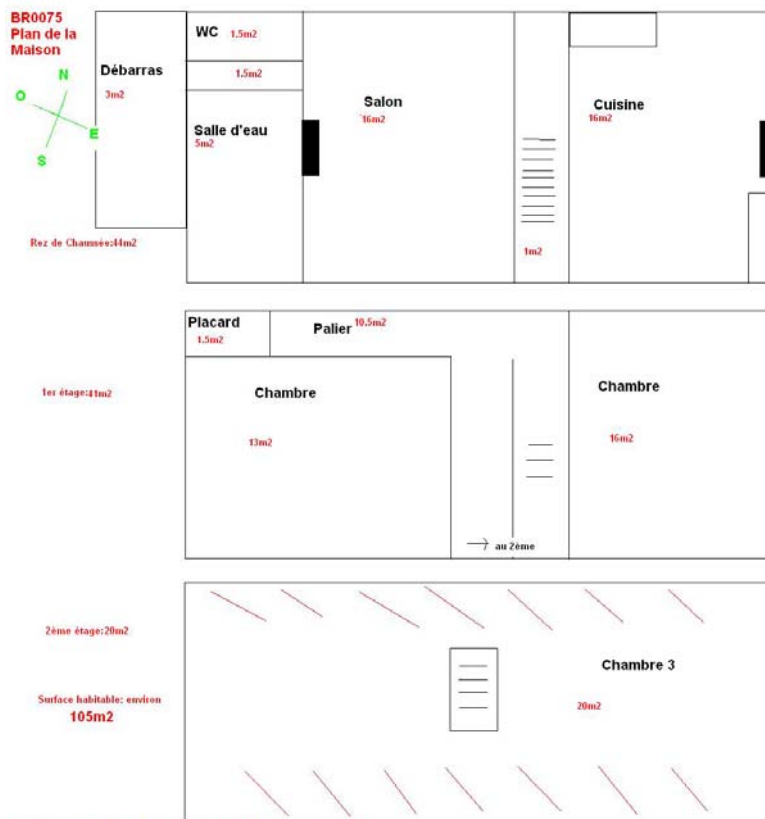 BR0075
Plan de la
Maison
N
O
E
S
Débarras
3m2
WC 1.5m2
1.5m2
Salle d'eau
5m2
Salon
16m2
Cuisine
16m2
1m2
Rez de Chaussée:44m2
Placard
1.5m2
Palier 10.5m2
1er étage:41m2
Chambre
13m2
Chambre
16m2
au 2ème
2ème étage:20m2
Chambre 3
20m2
Surface habitable: environ
105m2